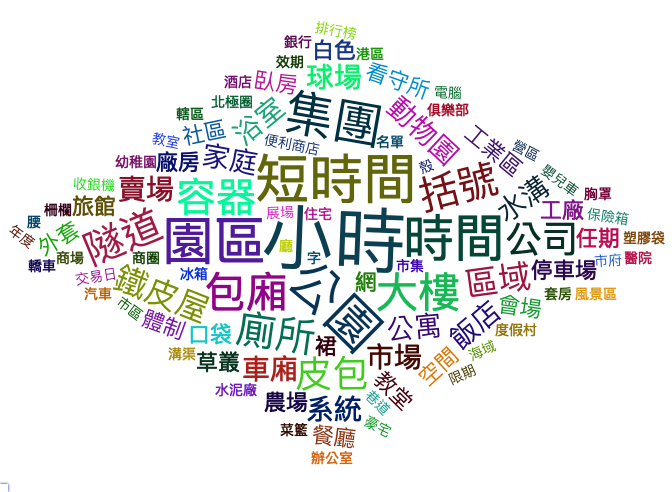 排行榜
銀行
白色
港區
效期
酒店
臥房
球場
看守所
電腦
北極圈
集團
動物園
俱樂部
轄區
浴室
名單
教室
社區
便利商店
工業區
營區
幼稚園
廠房
家庭
短時間
殼
括號
嬰兒車
收銀機
賣場
容器
胸罩
柵欄
旅館
水溝
工廠
保險箱
腰
展場
住宅
年度
外套
隧道
園區
小時
時間
公司
任期
塑膠袋
廳
轎車
商場
商圈
字
市府
醫院
交易日
冰箱
市集
區域
停車場
鐵皮屋
包廂
公園
網
大樓
套房
風景區
汽車
市區
體制
口袋
廁所
公寓
飯店
會場
度假村
溝渠
草叢
車廂
裙
皮包
市場
空間
海域
限期
水泥廠
農場
系統
教堂
巷道
菜籃
餐廳
豪宅
辦公室